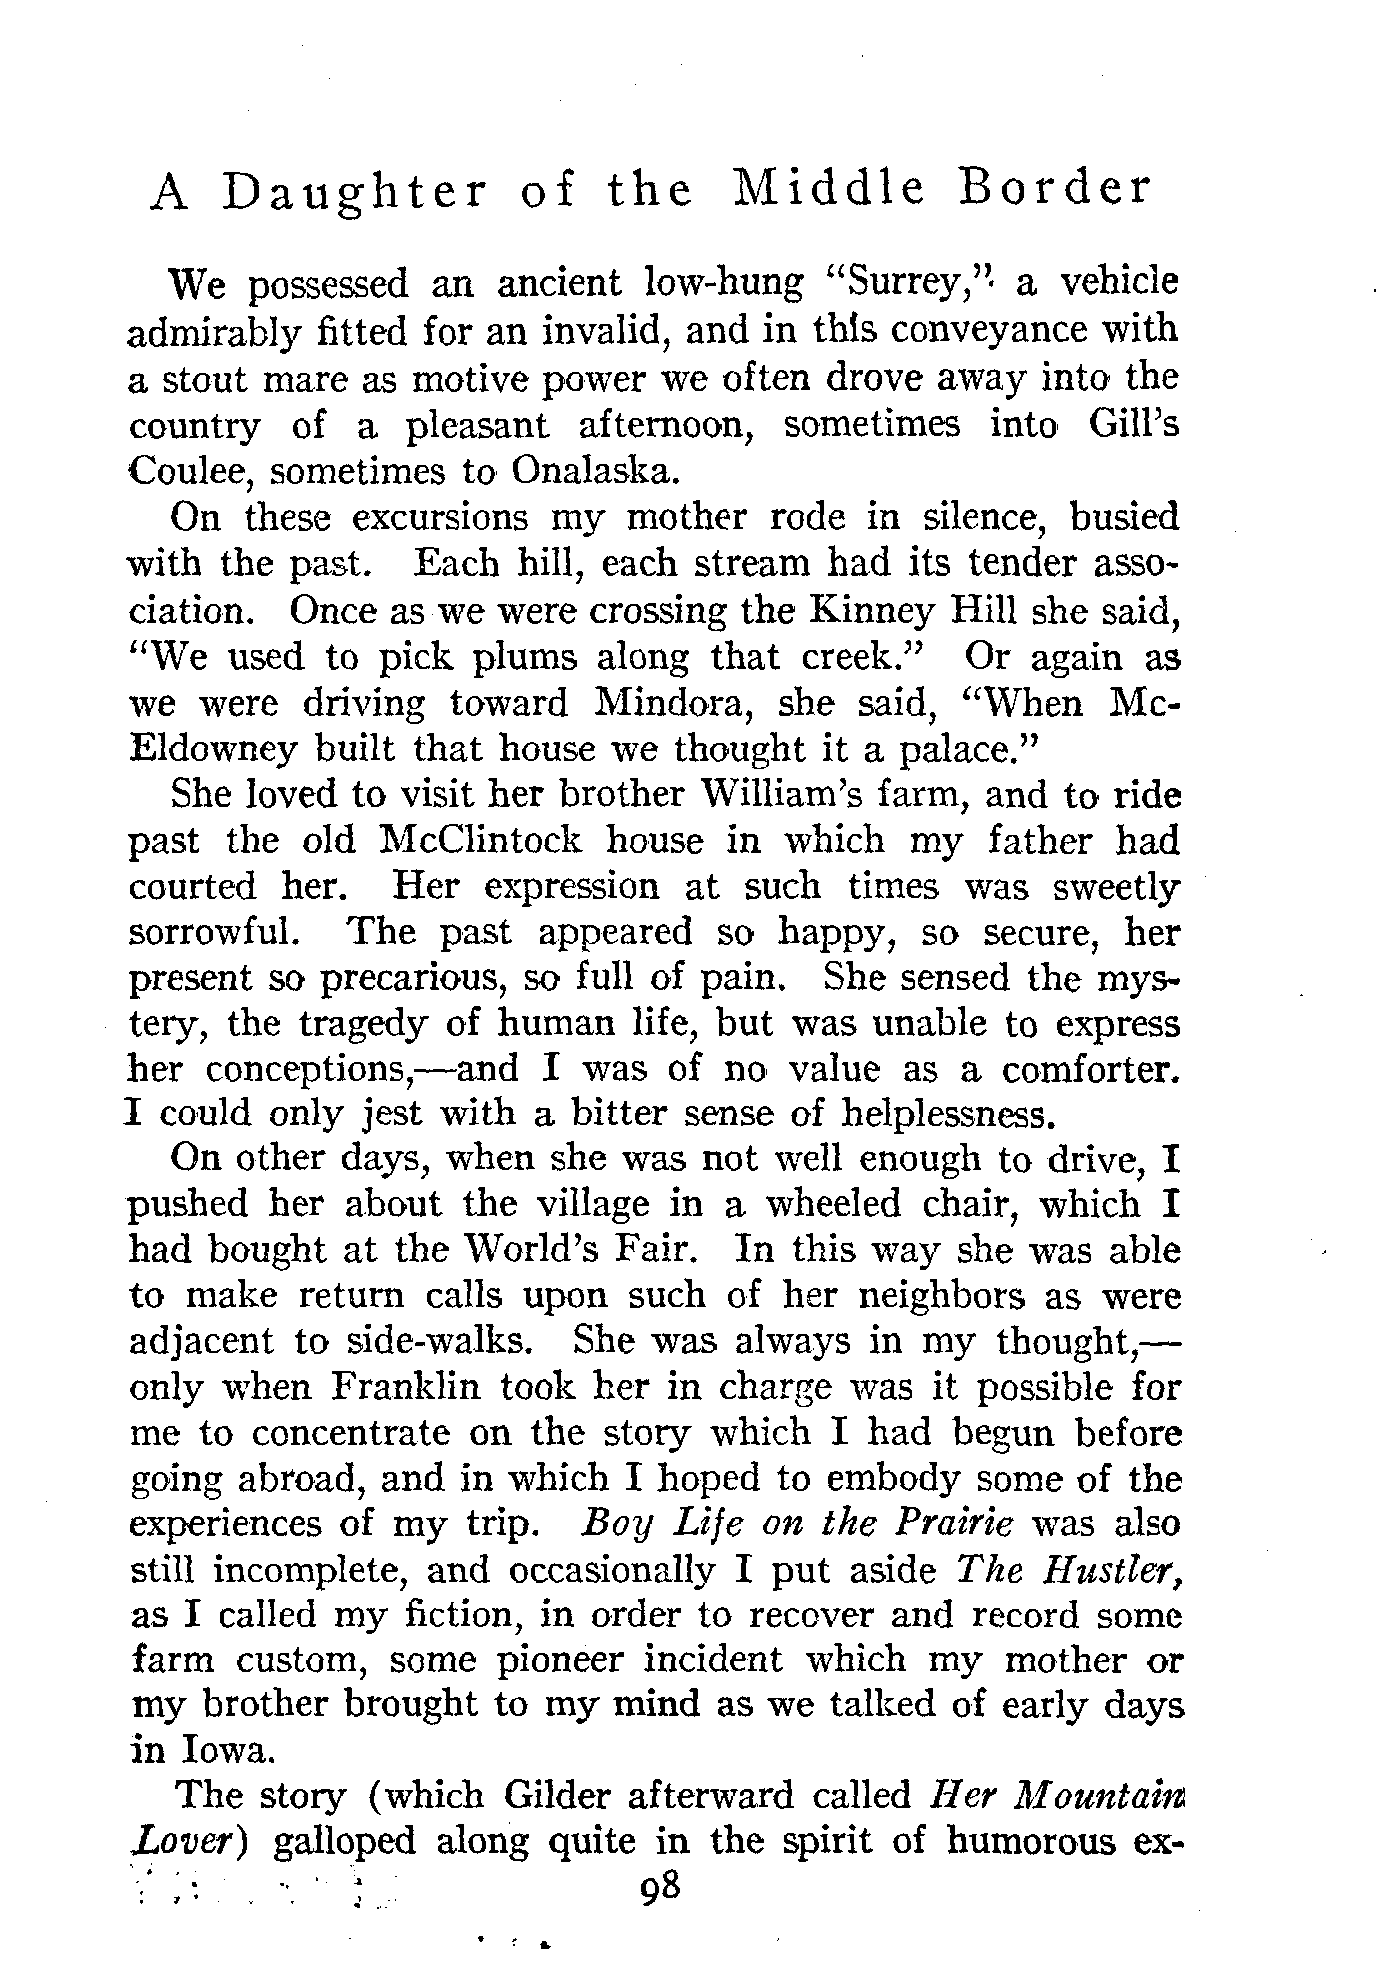 A Daughter of the Middle Border
We possessed an ancient low-hung “Surrey,” a vehicle
admirably fitted for an invalid, and in this conveyance with
a stout mare as motive power we often drove away into the
country of a pleasant afternoon, sometimes into Gill’s
Coulee, sometimes to Onalaska.
On these excursions my mother rode in silence, busied
with the past. Each hill, each stream had its tender asso-
ciation. Once as we were crossing the Kinney Hill she said,
“We used to pick plums along that creek.” Or again as
we were driving toward Mindora, she said, “When Mc-
Eldowney built that house we thought it a palace.”
She loved to visit her brother William’s farm, and to ride
past the old McClintock house in which my father had
courted her. Her expression at such times was sweetly
sorrowful. The past appeared so happy, so secure, her
present so precarious, so full of pain. She sensed the mys-
tery, the tragedy of human life, but was unable to express
her conceptions,—and I was of no value as a comforter.
I could only jest with a bitter sense of helplessness.
On other days, when she was not well enough to drive, I
pushed her about the village in a wheeled chair, which I
had bought at the World’s Fair. In this way she was able
to make return calls upon such of her neighbors as were
adjacent to side-walks. She was always in my thought,—
only when Franklin took her in charge was it possible for
me to concentrate on the story which I had begun before
going abroad, and in which I hoped to embody some of the
experiences of my trip. Boy Life on the Prairie was also
still incomplete, and occasionally I put aside The Hustler,
as I called my fiction, in order to recover and record some
farm custom, some pioneer incident which my mother or
my brother brought to my mind as we talked of early days
in Iowa.
The story (which Gilder afterward called Her Mountain
Lover) galloped along quite in the spirit of humorous ex-
98